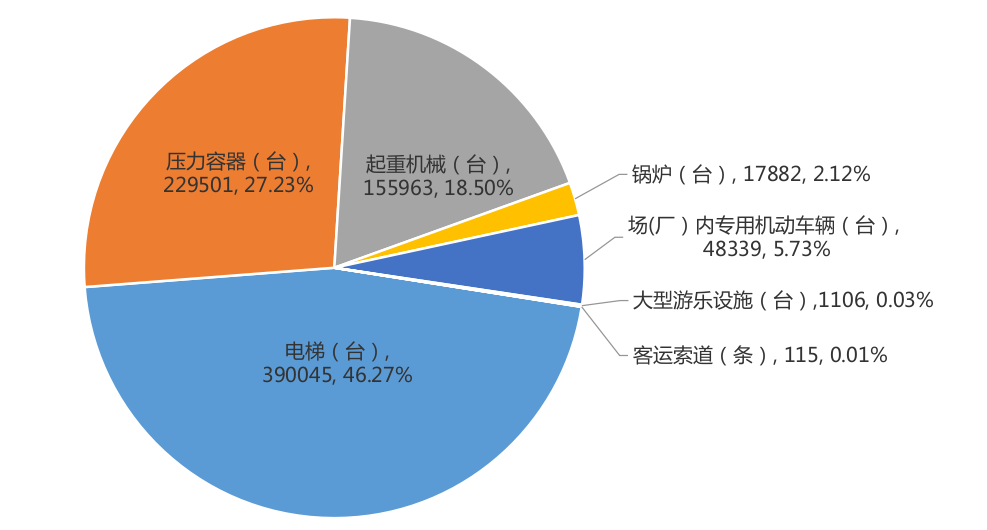 压力容器（台）,
229501, 27.23%
起重机械（台）,
155963, 18.50%
锅炉（台）, 17882, 2.12%
场(厂）内专用机动车辆（台）,
48339, 5.73%
大型游乐设施（台）,1106, 0.03%
客运索道（条）, 115, 0.01%
电梯（台）,
390045, 46.27%